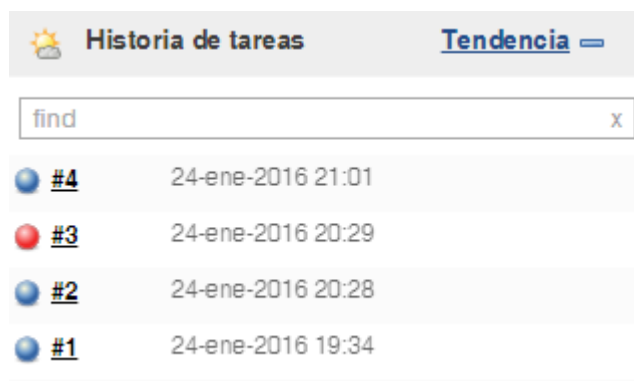 Historia de tareas Tendencia
find x
#4 24-ene-2016 21:01
#3 24-ene-2016 20:29
#2 24-ene-2016 20:28
#1 24-ene-2016 19:34